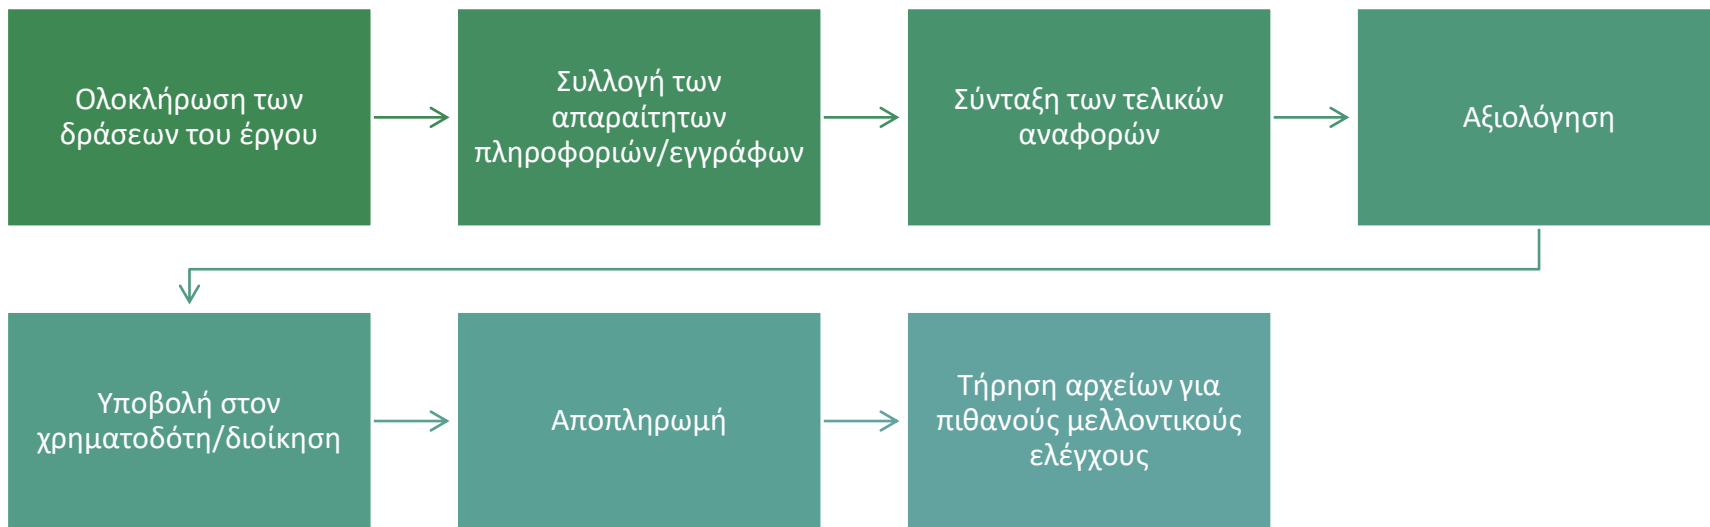 Ολοκλήρωση των
δράσεων του έργου
Συλλογή των
απαραίτητων
πληροφοριών/εγγράφων
Σύνταξη των τελικών
αναφορών
Αξιολόγηση
Υποβολή στον
χρηματοδότη/διοίκηση
Αποπληρωμή
Τήρηση αρχείων για
πιθανούς μελλοντικούς
ελέγχους